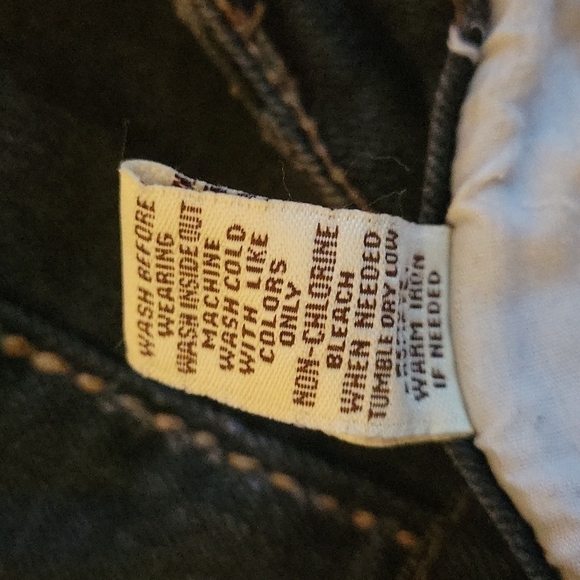 WASH BEFORE
WEARING
WASH INSIDE OUT
MACHINE
WASH COLD
WITH LIKE
COLORS
ONLY
NON-CHLORINE
BLEACH
WHEN NEEDED
TUMBLE DRY LOW
WARM IRON
IF NEEDED